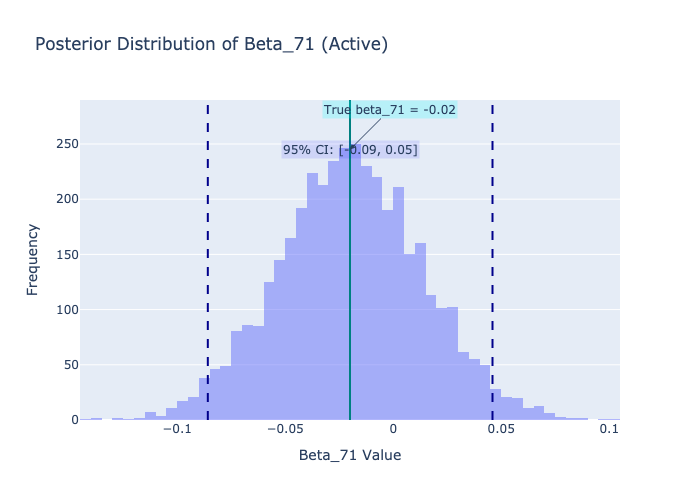 Posterior Distribution of Beta_71 (Active)
True beta_71 = -0.02
95% CI: [-0.09, 0.05]
250
200
150
100
50
0
Frequency
−0.1
−0.05
0
0.05
0.1
Beta_71 Value